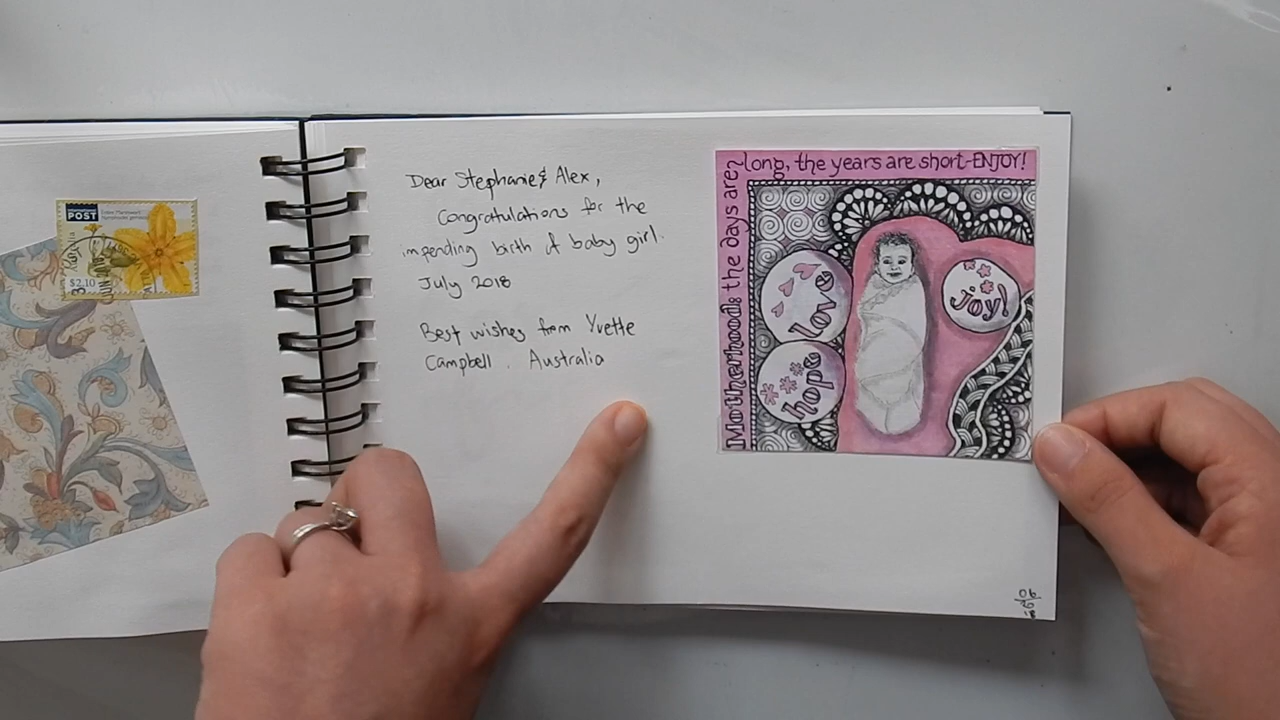 POST
$2.10
Dear Stephanie & Alex,
Congratulations for the
impending birth of baby girl.
July 2018
Best wishes from Yvette
Campbell. Australia
Motherhood: the days are
long, the years are short-ENJOY!
love
hope
Joy!
06
20
18